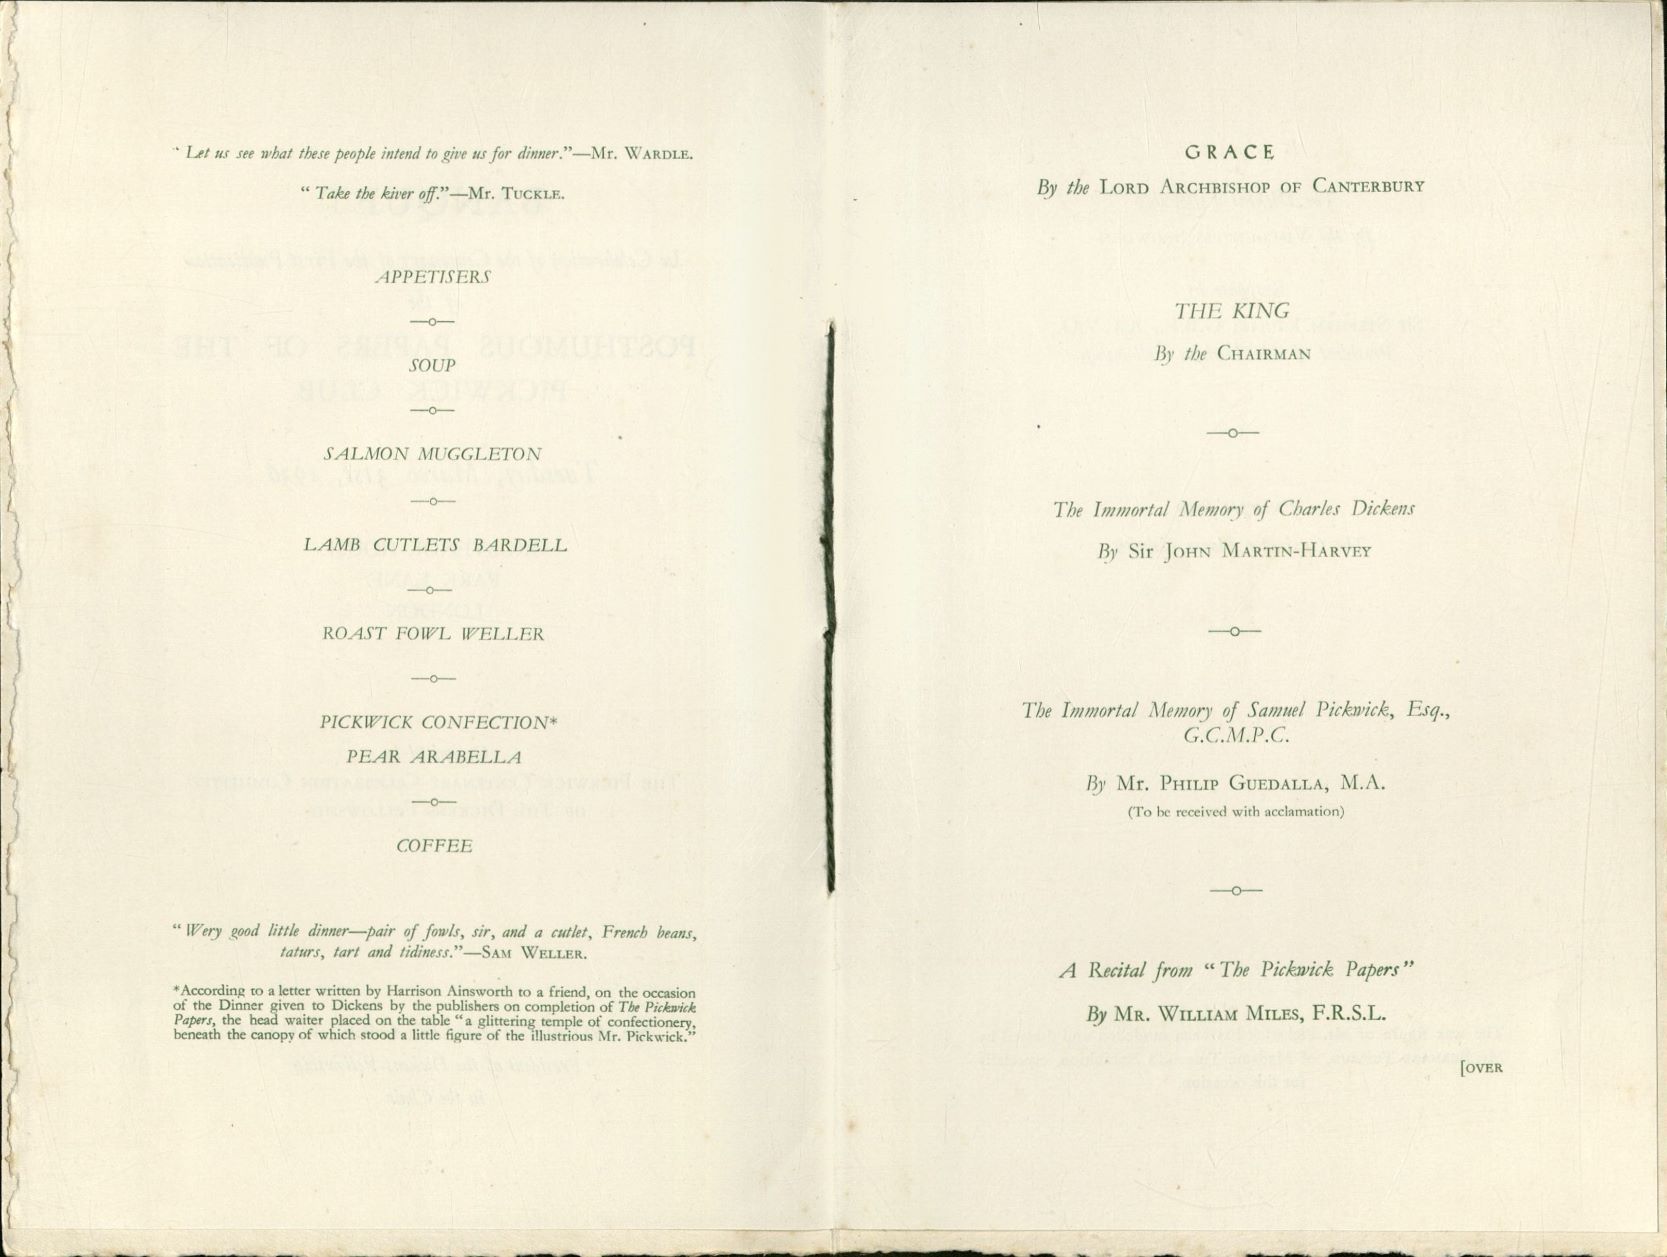 ` Let us see what these people intend to give us for dinner.”—Mr. WARDLE.
“ Take the kiver off.”—Mr. TUCKLE.
APPETISERS
SOUP
SALMON MUGGLETON
LAMB CUTLETS BARDELL
ROAST FOWL WELLER
PICKWICK CONFECTION*
PEAR ARABELLA
COFFEE
“ Wery good little dinner—pair of fowls, sir, and a cutlet, French beans,
taturs, tart and tidiness.”—SAM WELLER.
*According to a letter written by Harrison Ainsworth to a friend, on the occasion
of the Dinner given to Dickens by the publishers on completion of The Pickwick
Papers, the head waiter placed on the table “a glittering temple of confectionery,
beneath the canopy of which stood a little figure of the illustrious Mr. Pickwick.”
GRACE
By the LORD ARCHBISHOP OF CANTERBURY
THE KING
By the CHAIRMAN
The Immortal Memory of Charles Dickens
By Sir JOHN MARTIN-HARVEY
The Immortal Memory of Samuel Pickwick, Esq.,
G.C.M.P.C.
By Mr. PHILIP GUEDALLA, M.A.
(To be received with acclamation)
A Recital from “The Pickwick Papers”
By MR. WILLIAM MILES, F.R.S.L.
[OVER